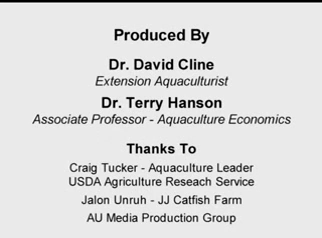 Produced By
Dr. David Cline
Extension Aquaculturist
Dr. Terry Hanson
Associate Professor - Aquaculture Economics
Thanks To
Craig Tucker - Aquaculture Leader
USDA Agriculture Reseach Service
Jalon Unruh - JJ Catfish Farm
AU Media Production Group